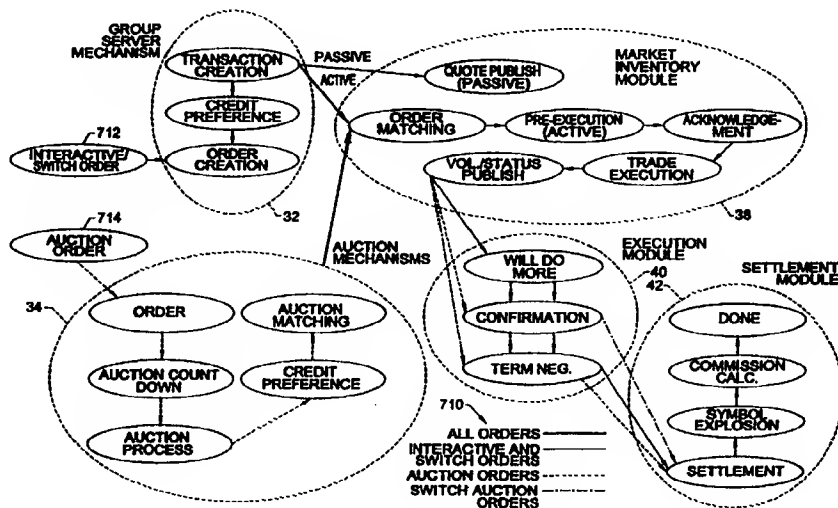 GROUP
SERVER
MECHANISM
TRANSACTION
CREATION
PASSIVE
ACTIVE
CREDIT
PREFERENCE
712
INTERACTIVE/
SWITCH ORDER
ORDER
CREATION
32
QUOTE PUBLISH
(PASSIVE)
MARKET
INVENTORY
MODULE
ORDER
MATCHING
PRE-EXECUTION
(ACTIVE)
ACKNOWLEDGE-
MENT
VOL/STATUS
PUBLISH
TRADE
EXECUTION
38
714
AUCTION
ORDER
AUCTION
MECHANISMS
34
ORDER
AUCTION
MATCHING
AUCTION COUNT
DOWN
CREDIT
PREFERENCE
AUCTION
PROCESS
EXECUTION
MODULE
40
WILL DO
MORE
CONFIRMATION
TERM NEG.
SETTLEMENT
MODULE
42
DONE
COMMISSION
CALC.
SYMBOL
EXPLOSION
SETTLEMENT
710
ALL ORDERS
INTERACTIVE AND
SWITCH ORDERS
AUCTION ORDERS
SWITCH AUCTION
ORDERS